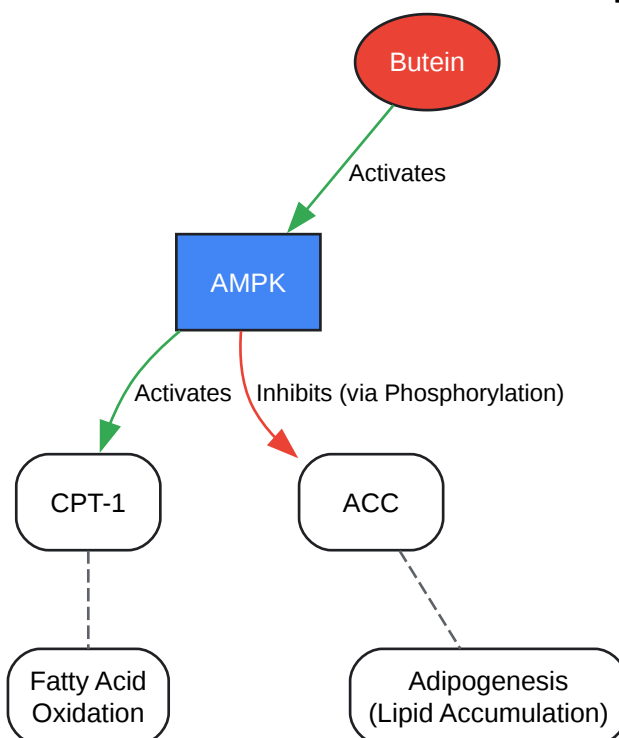 Butein
Activates
AMPK
Activates
Inhibits (via Phosphorylation)
CPT-1
ACC
Fatty Acid
Oxidation
Adipogenesis
(Lipid Accumulation)